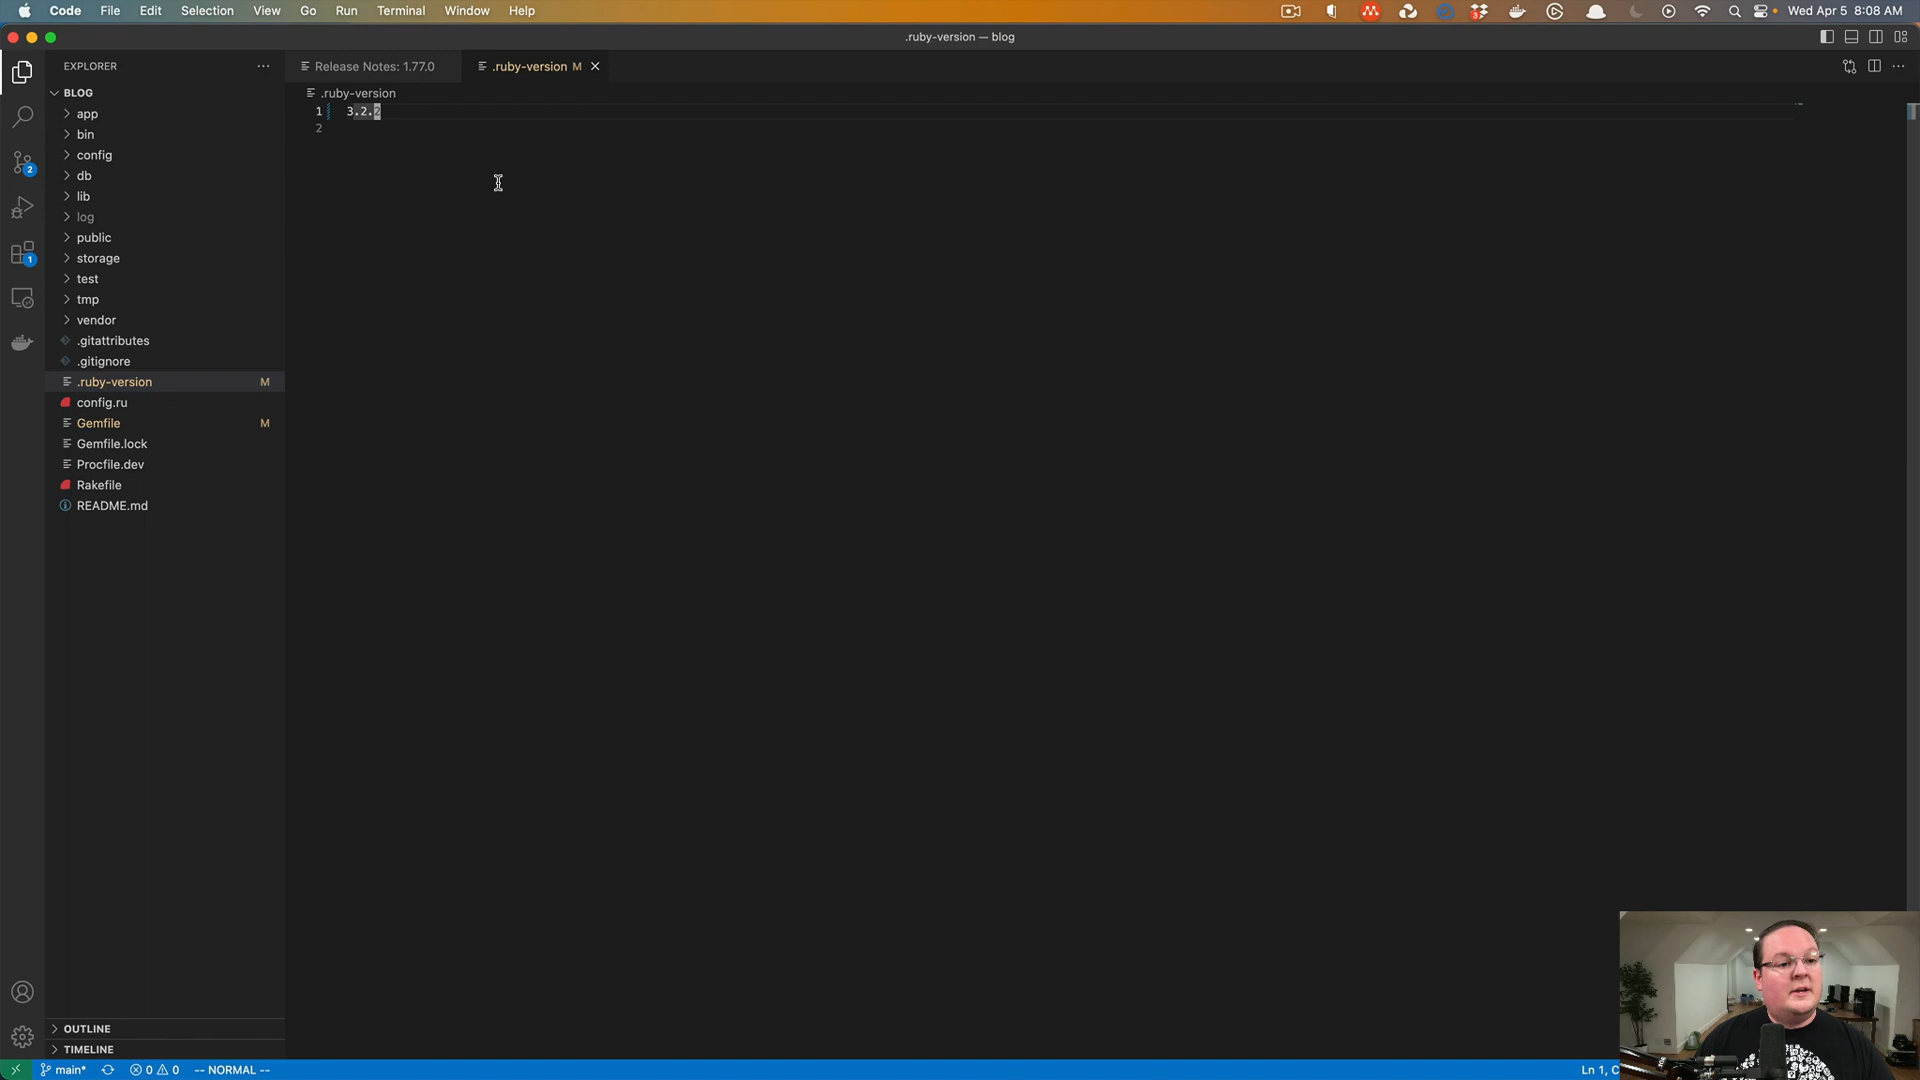 Code File Edit Selection View Go Run Terminal Window Help
3
Wed Apr 5 8:08 AM
.ruby-version — blog
EXPLORER
Release Notes: 1.77.0
.ruby-version M
BLOG
.ruby-version
1 3.2.2
2
app
bin
config
db
2
lib
log
public
1
storage
test
tmp
vendor
.gitattributes
.gitignore
.ruby-version M
config.ru
Gemfile M
Gemfile.lock
Procfile.dev
Rakefile
README.md
OUTLINE
TIMELINE
main* 0 0 -- NORMAL --
Ln 1, C